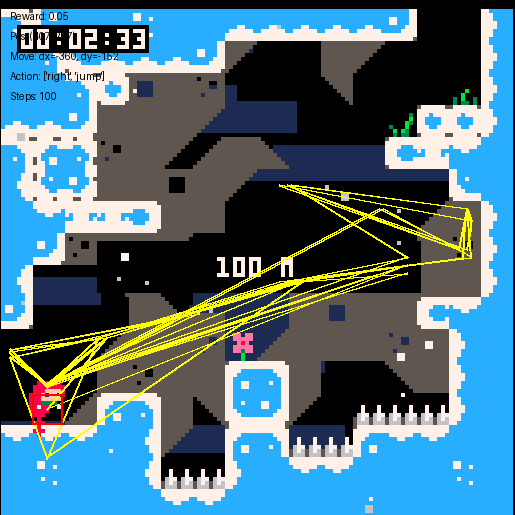 Reward: 0.05
00:02:33
Move: dx=-360, dy=-152
Action: ['right', 'jump']
Steps: 100
100 M